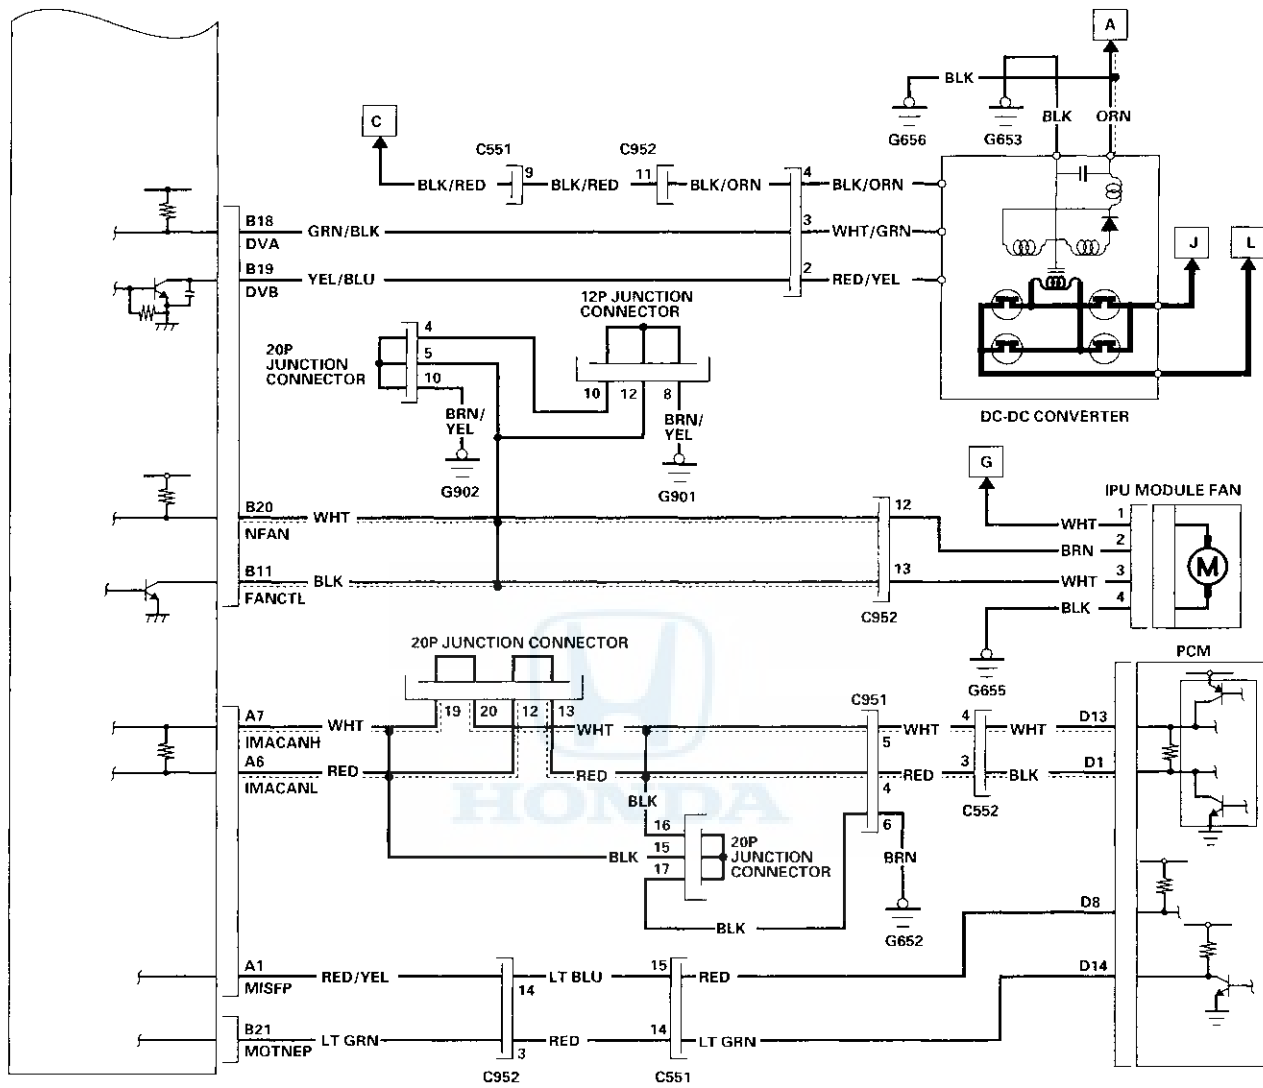 A
BLK
C
G656
G653
BLK
ORN
C551
C952
BLK/RED
9
BLK/RED
11
BLK/ORN
4
BLK/ORN
B18
GRN/BLK
3
WHT/GRN
DVA
J
L
B19
YEL/BLU
2
RED/YEL
DVB
12P JUNCTION
CONNECTOR
20P
JUNCTION
CONNECTOR
4
5
10
10
12
8
BRN/
YEL
BRN/
YEL
DC-DC CONVERTER
G902
G901
G
IPU MODULE FAN
B20
WHT
12
WHT
1
NFAN
BRN
2
M
B11
BLK
13
WHT
3
FANCTL
BLK
4
C952
20P JUNCTION CONNECTOR
G655
PCM
C951
19
20
12
13
A7
WHT
WHT
WHT
4
WHT
D13
IMACANH
5
A6
RED
RED
RED
3
BLK
D1
IMACANL
4
BLK
C552
HONDA
16
6
20P
JUNCTION
CONNECTOR
BLK
15
17
BRN
BLK
G652
D8
A1
RED/YEL
LT BLU
15
RED
D14
MISFP
14
B21
LT GRN
RED
14
LT GRN
MOTNEP
3
C952
C551